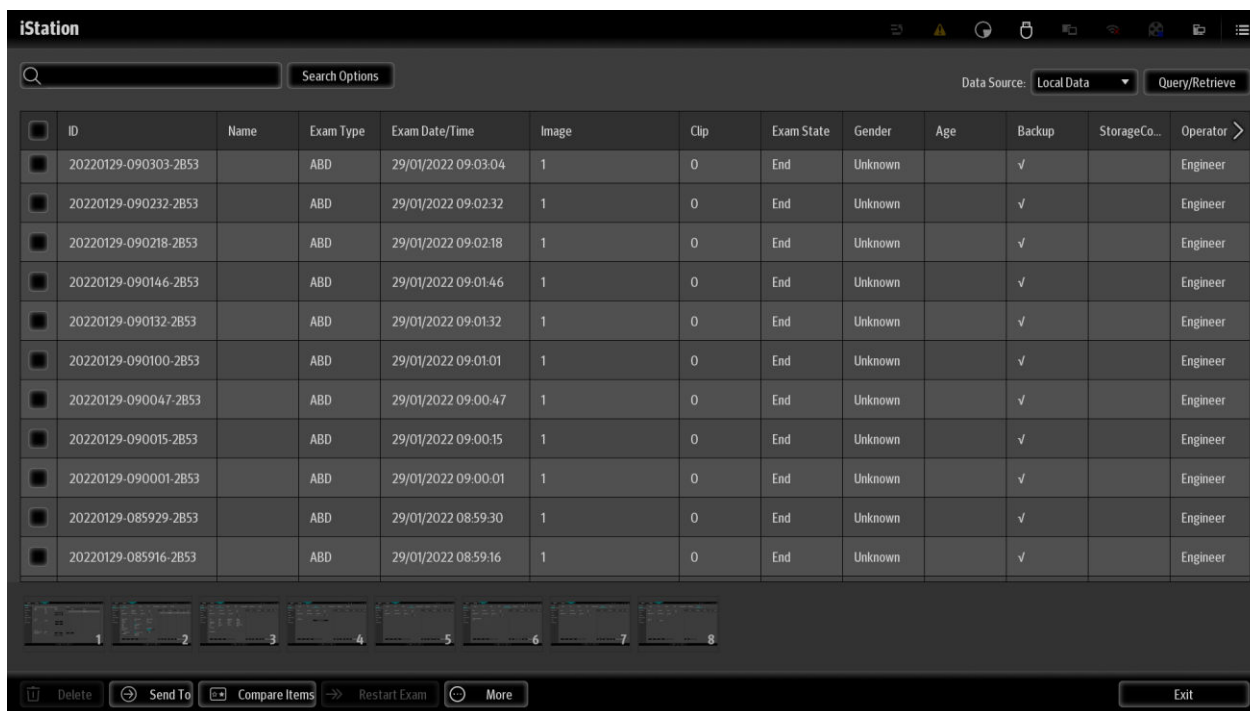 iStation
Search Options
Data Source: Local Data Query/Retrieve
ID Name Exam Type Exam Date/Time Image Clip Exam State Gender Age Backup StorageCo... Operator
20220129-090303-2B53 ABD 29/01/2022 09:03:04 1 0 End Unknown √ Engineer
20220129-090232-2B53 ABD 29/01/2022 09:02:32 1 0 End Unknown √ Engineer
20220129-090218-2B53 ABD 29/01/2022 09:02:18 1 0 End Unknown √ Engineer
20220129-090146-2B53 ABD 29/01/2022 09:01:46 1 0 End Unknown √ Engineer
20220129-090132-2B53 ABD 29/01/2022 09:01:32 1 0 End Unknown √ Engineer
20220129-090100-2B53 ABD 29/01/2022 09:01:01 1 0 End Unknown √ Engineer
20220129-090047-2B53 ABD 29/01/2022 09:00:47 1 0 End Unknown √ Engineer
20220129-090015-2B53 ABD 29/01/2022 09:00:15 1 0 End Unknown √ Engineer
20220129-090001-2B53 ABD 29/01/2022 09:00:01 1 0 End Unknown √ Engineer
20220129-085929-2B53 ABD 29/01/2022 08:59:30 1 0 End Unknown √ Engineer
20220129-085916-2B53 ABD 29/01/2022 08:59:16 1 0 End Unknown √ Engineer
1 2 3 4 5 6 7 8
Delete Send To Compare Items Restart Exam More Exit